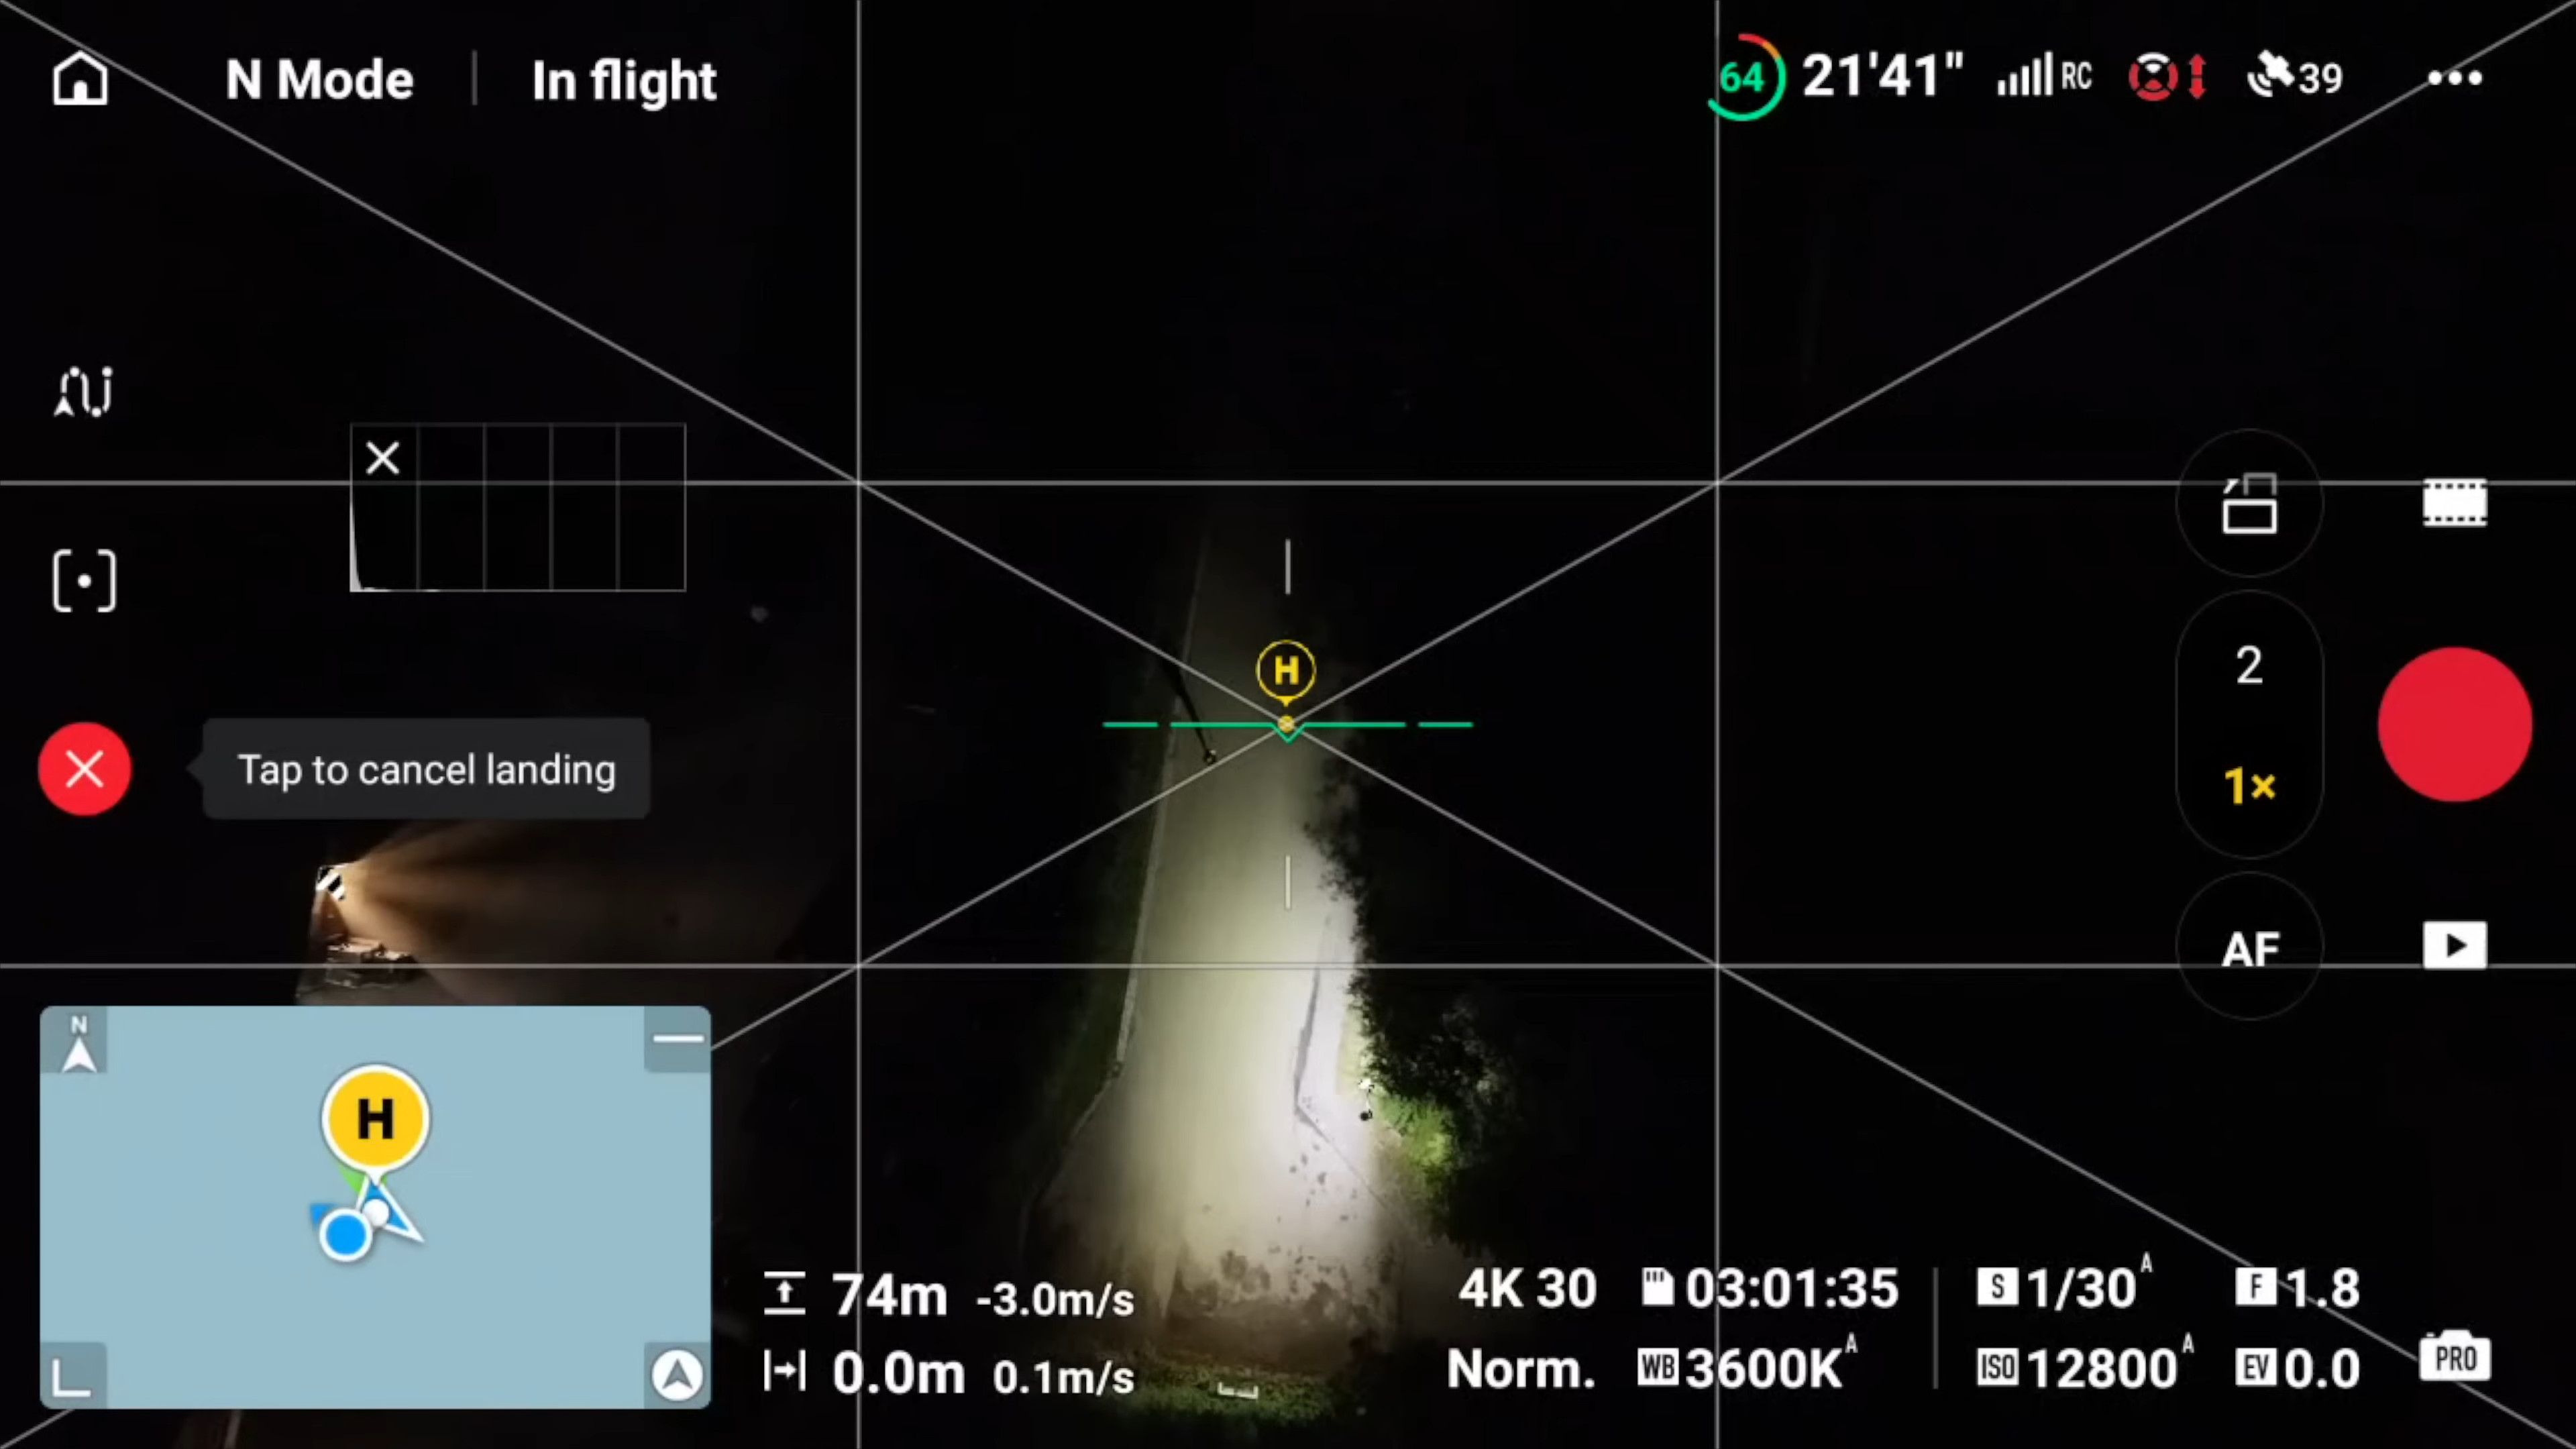 N Mode | In flight
64 21'41" RC 39
H
2
1×
Tap to cancel landing
AF
N
H
74m -3.0m/s
0.0m 0.1m/s
4K 30 03:01:35 S 1/30 A F 1.8
Norm. WB 3600K A ISO 12800 A EV 0.0
PRO